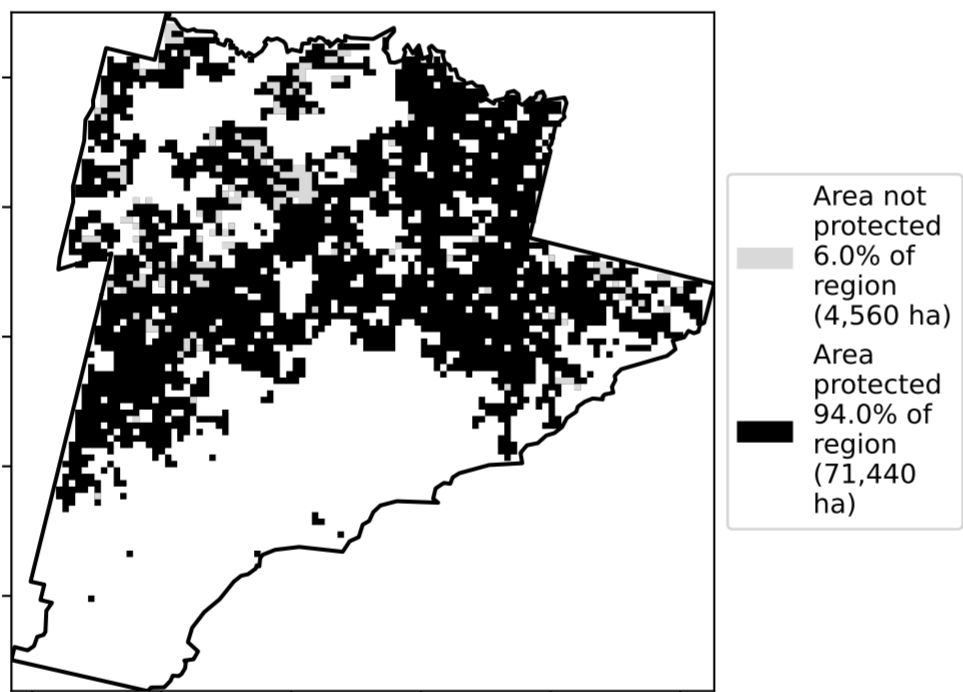 Area not
protected
6.0% of
region
(4,560 ha)
Area
protected
94.0% of
region
(71,440
ha)